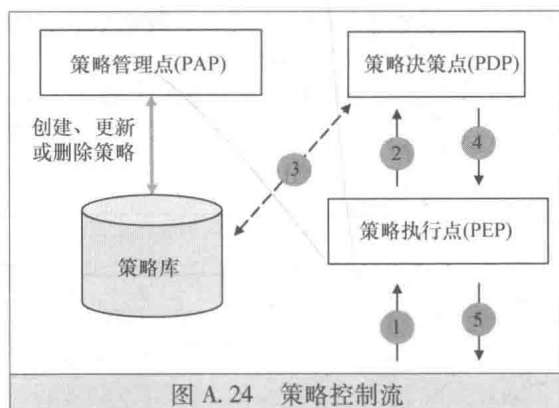 策略管理点(PAP)
策略决策点(PDP)
创建、更新
或删除策略
3
2
4
策略库
策略执行点(PEP)
1
5
图 A. 24 策略控制流